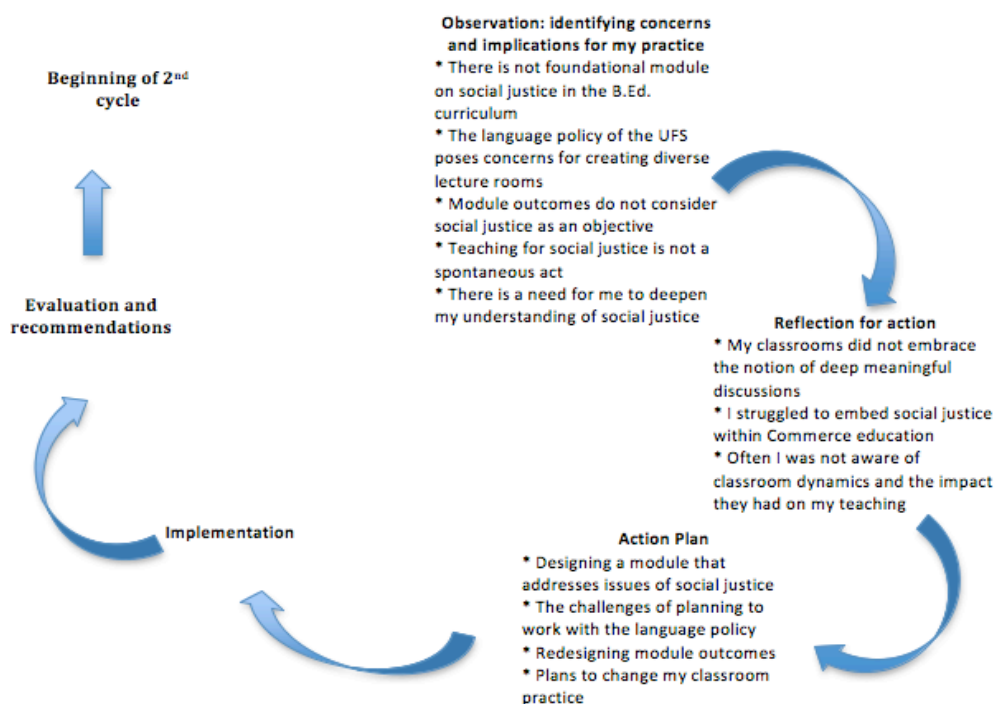 Observation: identifying concerns
and implications for my practice
* There is not foundational module
on social justice in the B.Ed.
curriculum
* The language policy of the UFS
poses concerns for creating diverse
lecture rooms
* Module outcomes do not consider
social justice as an objective
* Teaching for social justice is not a
spontaneous act
* There is a need for me to deepen
my understanding of social justice
Reflection for action
* My classrooms did not embrace
the notion of deep meaningful
discussions
* I struggled to embed social justice
within Commerce education
* Often I was not aware of
classroom dynamics and the impact
they had on my teaching
Action Plan
* Designing a module that
addresses issues of social justice
* The challenges of planning to
work with the language policy
* Redesigning module outcomes
* Plans to change my classroom
practice
Implementation
Evaluation and
recommendations
Beginning of 2nd
cycle